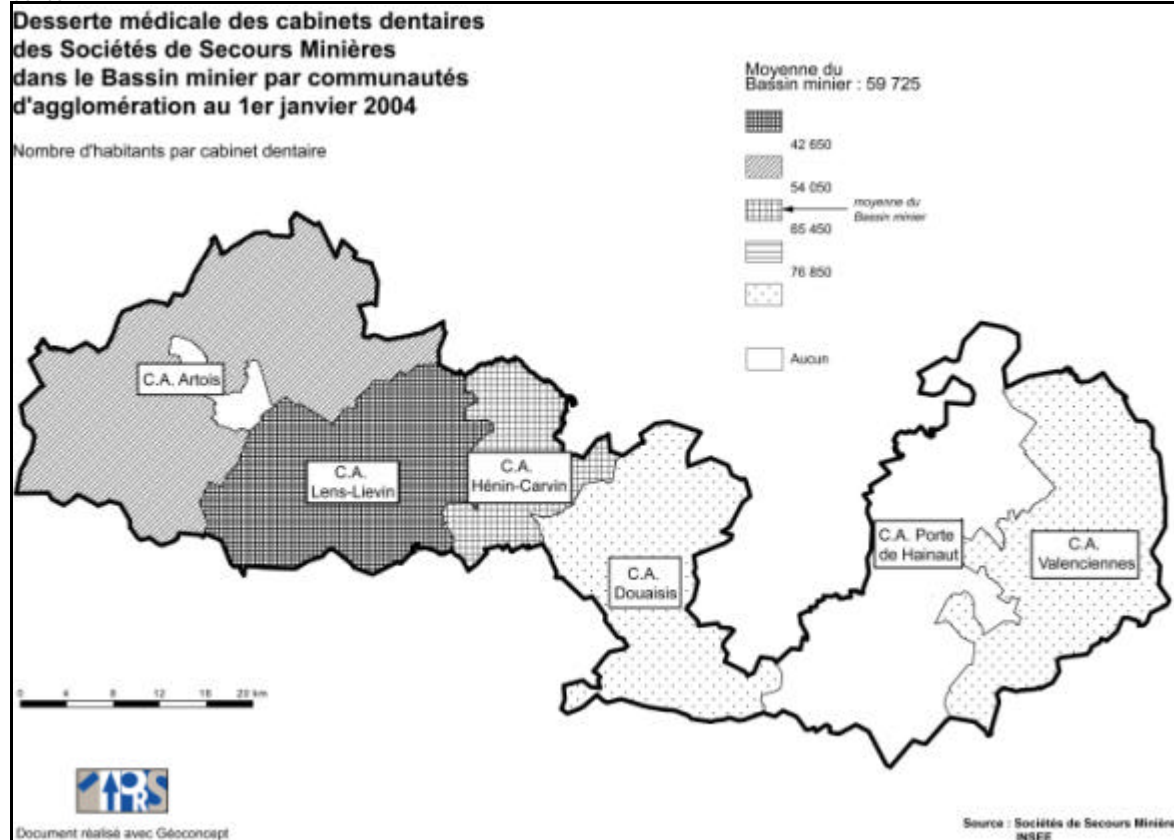 Desserte médicale des cabinets dentaires
des Sociétés de Secours Minières
dans le Bassin minier par communautés
d'agglomération au 1er janvier 2004
Nombre d'habitants par cabinet dentaire
Moyenne du
Bassin minier : 59 725
42 650
54 050
moyenne du
Bassin minier
65 450
76 850
Aucun
C.A. Artois
C.A.
Lens-Lievin
C.A.
Hénin-Carvin
C.A.
Douaisis
C.A. Porte
de Hainaut
C.A.
Valenciennes
0 4 8 12 16 20 km
Document réalisé avec Géoconcept
Source : Sociétés de Secours Minière
INSEE